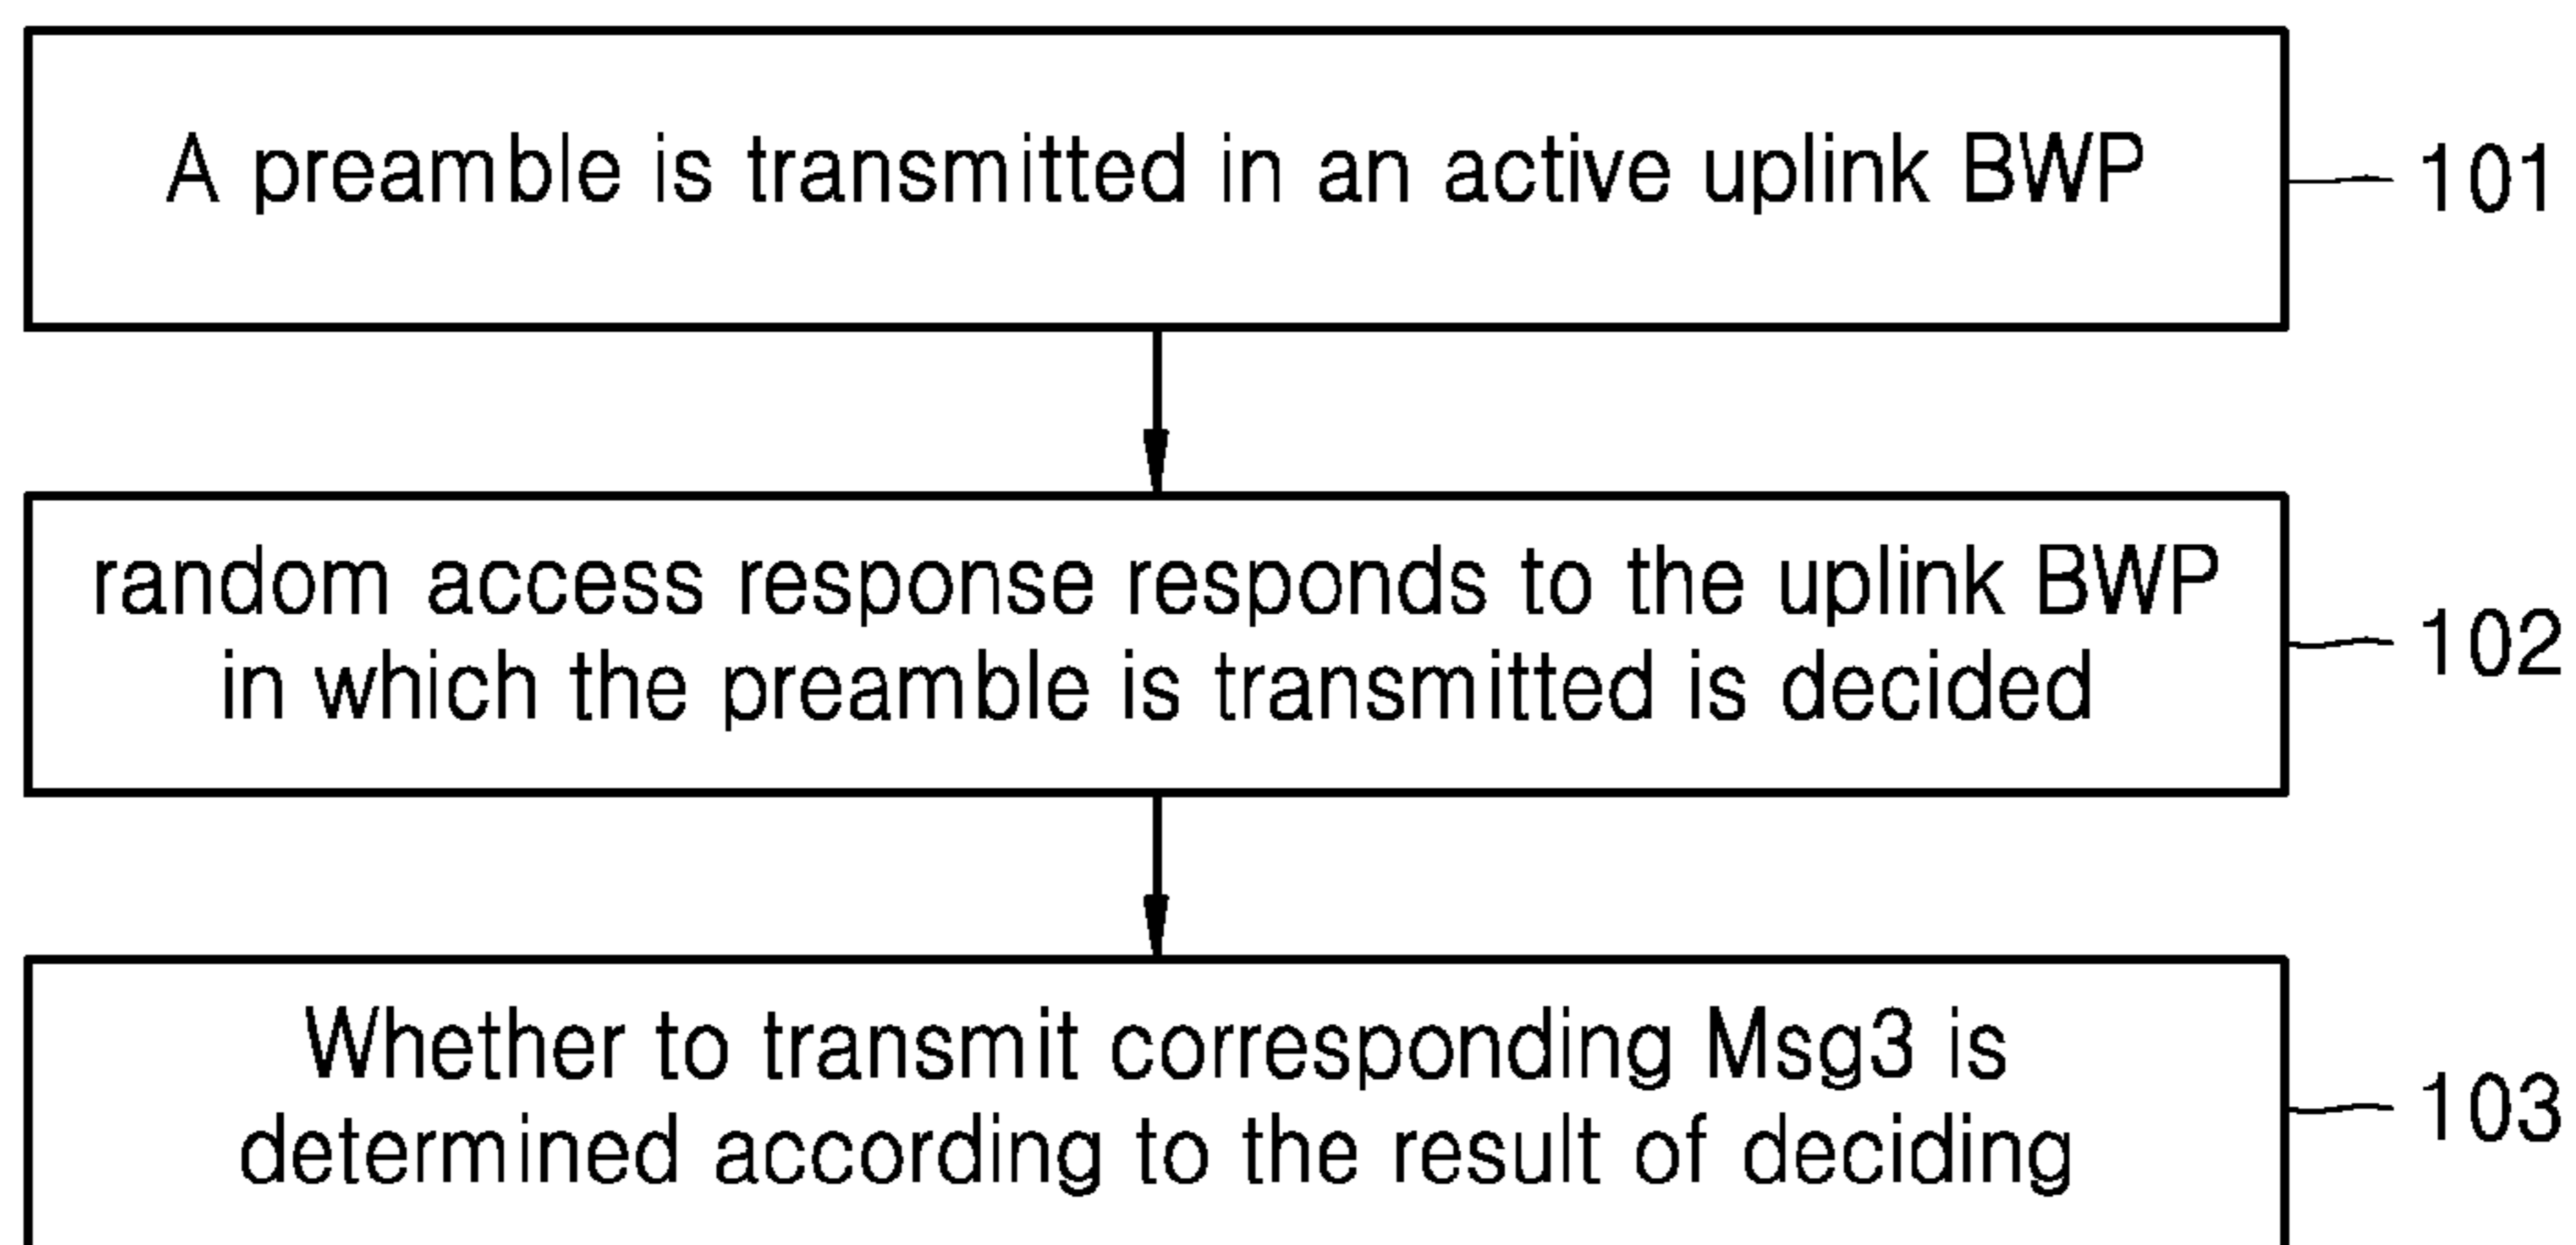 A preamble is transmitted in an active uplink BWP
101
random access response responds to the uplink BWP
in which the preamble is transmitted is decided
102
Whether to transmit corresponding Msg3 is
determined according to the result of deciding
103